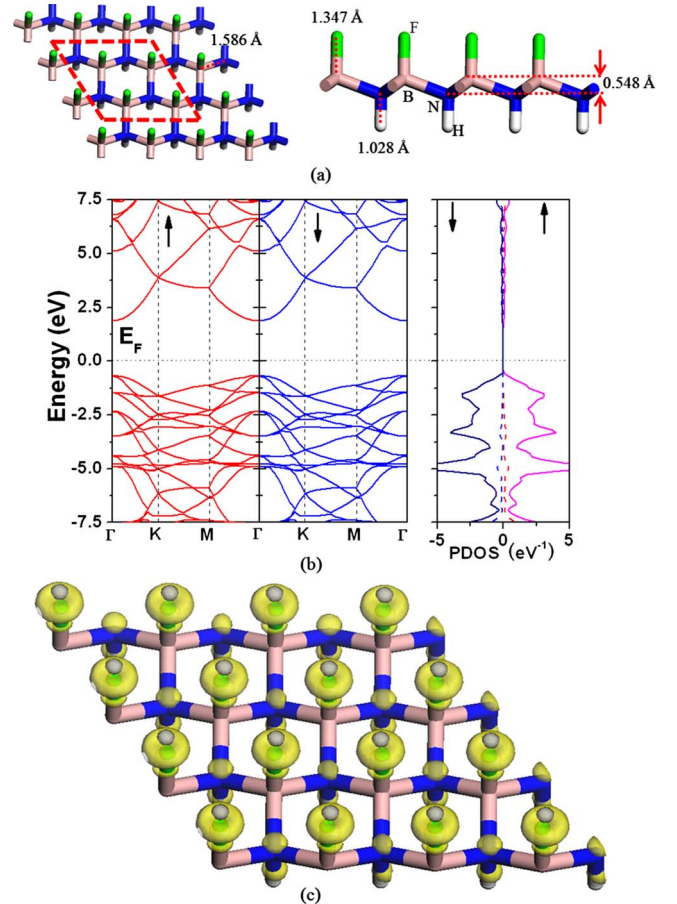 1.586 Å
1.347 Å
F
B
N
H
0.548 Å
1.028 Å
(a)
7.5
5.0
2.5
0.0
-2.5
-5.0
-7.5
Energy (eV)
E_F
Γ K M Γ K M Γ
-5 0 5
PDOS (eV⁻¹)
(b)
(c)